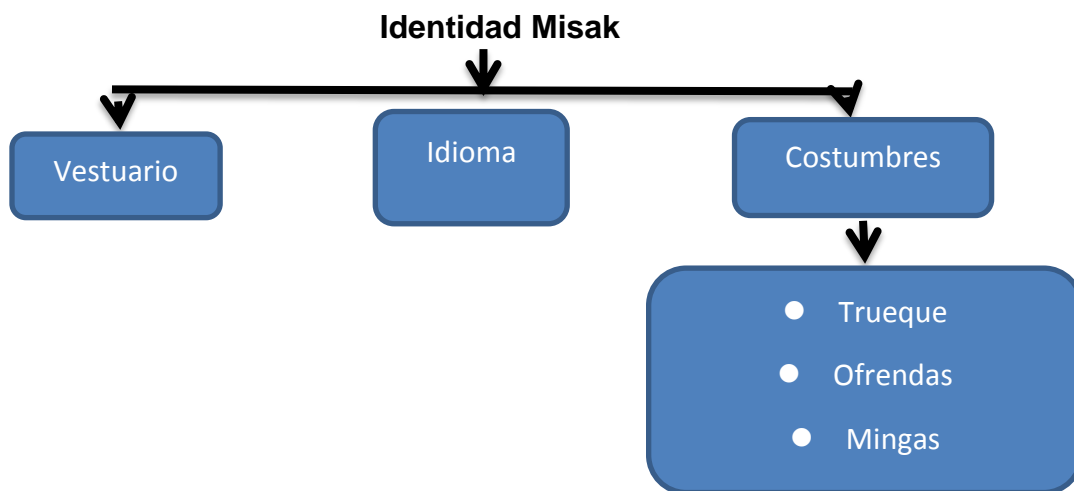 Identidad Misak
Vestuario
Idioma
Costumbres
● Trueque
● Ofrendas
● Mingas